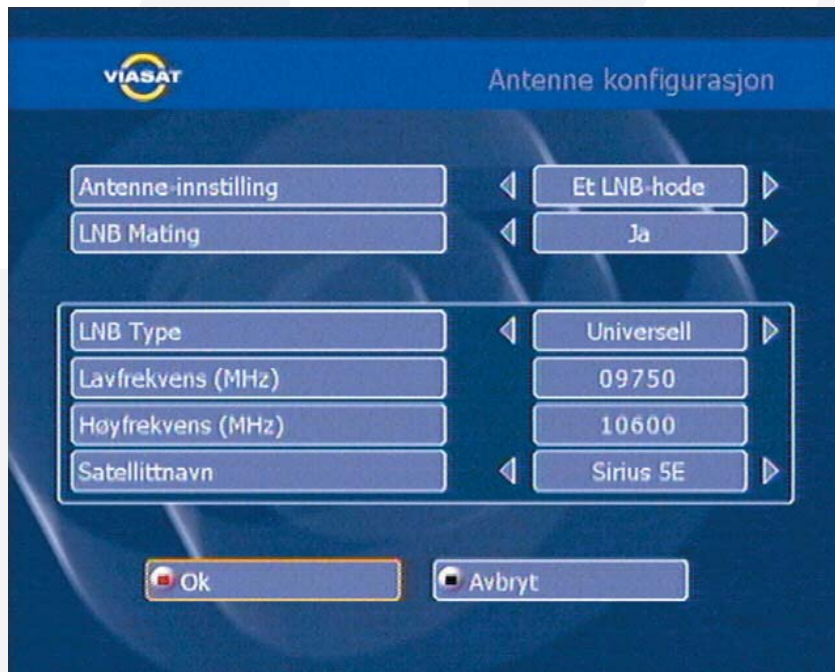 VIASAT
Antenne konfigurasjon
Antenne-innstilling
Et LNB-hode
LNB Mating
Ja
LNB Type
Universell
Lavfrekvens (MHz)
09750
Høyfrekvens (MHz)
10600
Satellittnavn
Sirius 5E
Ok
Avbryt